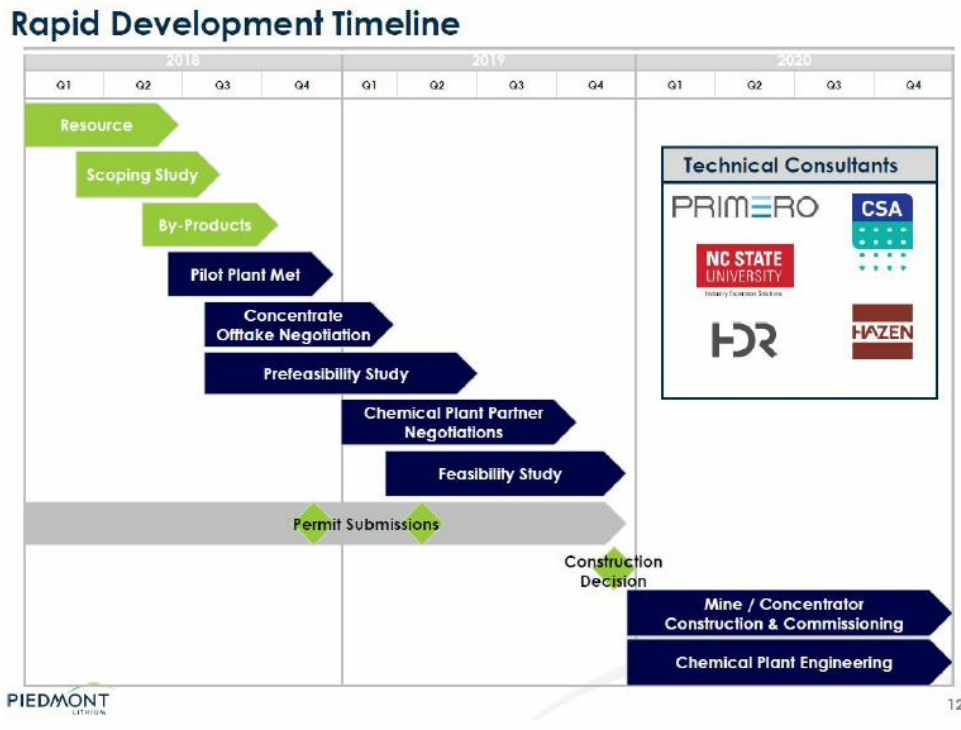 Rapid Development Timeline
2018 2019 2020
Q1 Q2 Q3 Q4 Q1 Q2 Q3 Q4 Q1 Q2 Q3 Q4
Resource
Scoping Study
By-Products
Pilot Plant Met
Concentrate
Offtake Negotiation
Prefeasibility Study
Chemical Plant Partner
Negotiations
Feasibility Study
Permit Submissions
Construction
Decision
Mine / Concentrator
Construction & Commissioning
Chemical Plant Engineering
Technical Consultants
PRIMERO
CSA
NC STATE
UNIVERSITY
Industry Expansion Solutions
HDR
HAZEN
PIEDMONT
LITHIUM
12